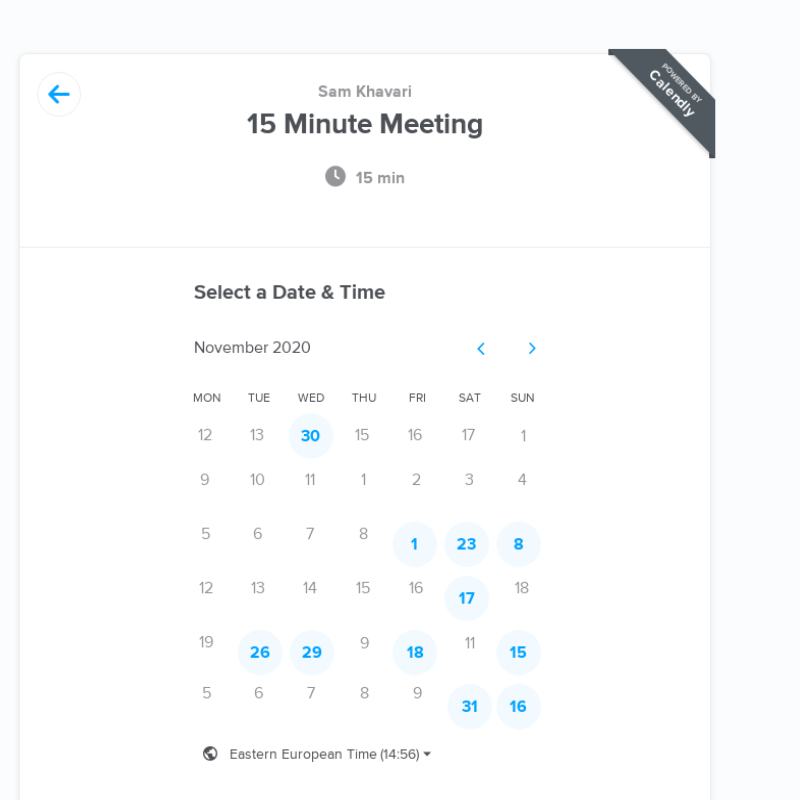 POWERED BY
Calendly
Sam Khavari
15 Minute Meeting
15 min
Select a Date & Time
November 2020
MON TUE WED THU FRI SAT SUN
12 13 30 15 16 17 1
9 10 11 1 2 3 4
5 6 7 8 1 23 8
12 13 14 15 16 17 18
19 26 29 9 18 11 15
5 6 7 8 9 31 16
Eastern European Time (14:56)